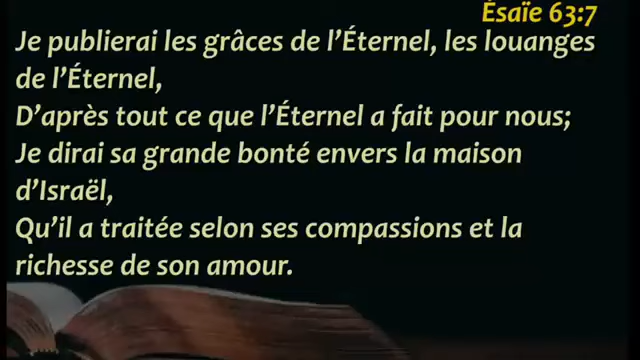 Ésaïe 63:7
Je publierai les grâces de l’Éternel, les louanges
de l’Éternel,
D’après tout ce que l’Éternel a fait pour nous;
Je dirai sa grande bonté envers la maison
d’Israël,
Qu’il a traitée selon ses compassions et la
richesse de son amour.